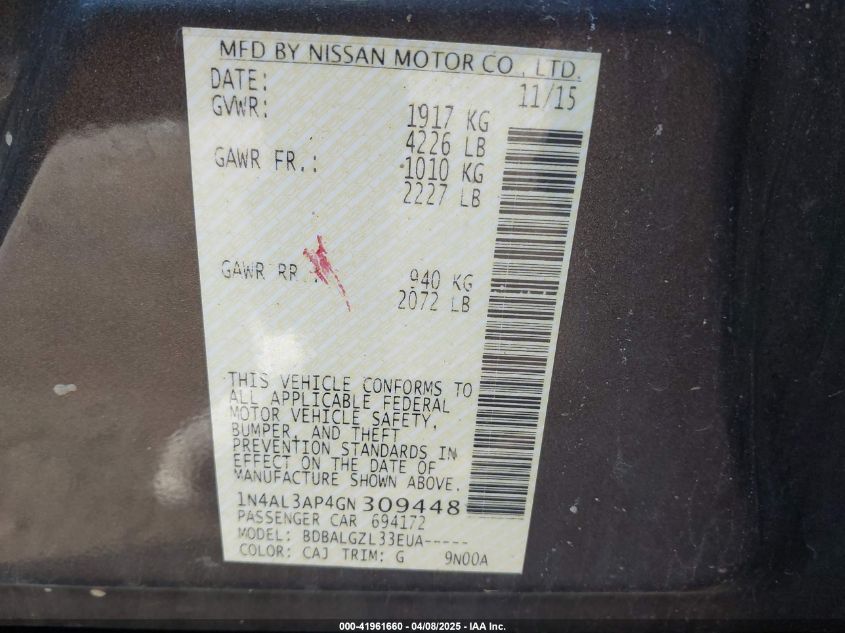 MFD BY NISSAN MOTOR CO., LTD.
DATE: 11/15
GVWR: 1917 KG
4226 LB
GAWR FR.: 1010 KG
2227 LB
GAWR RR.: 940 KG
2072 LB
THIS VEHICLE CONFORMS TO
ALL APPLICABLE FEDERAL
MOTOR VEHICLE SAFETY,
BUMPER, AND THEFT
PREVENTION STANDARDS IN
EFFECT ON THE DATE OF
MANUFACTURE SHOWN ABOVE.
1N4AL3AP4GN 309448
PASSENGER CAR 694172
MODEL: BDBALGZL33EUA-----
COLOR: CAJ TRIM: G 9N00A
000-41961660 - 04/08/2025 - IAA Inc.